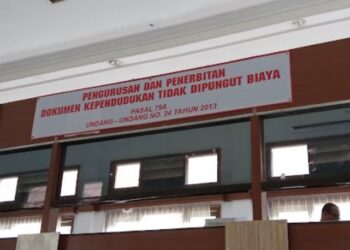 PENGURUSAN DAN PENERBITAN
DOKUMEN KEPENDUDUKAN TIDAK DIPUNGUT BIAYA
PASAL 79A
UNDANG - UNDANG NO. 24 TAHUN 2013